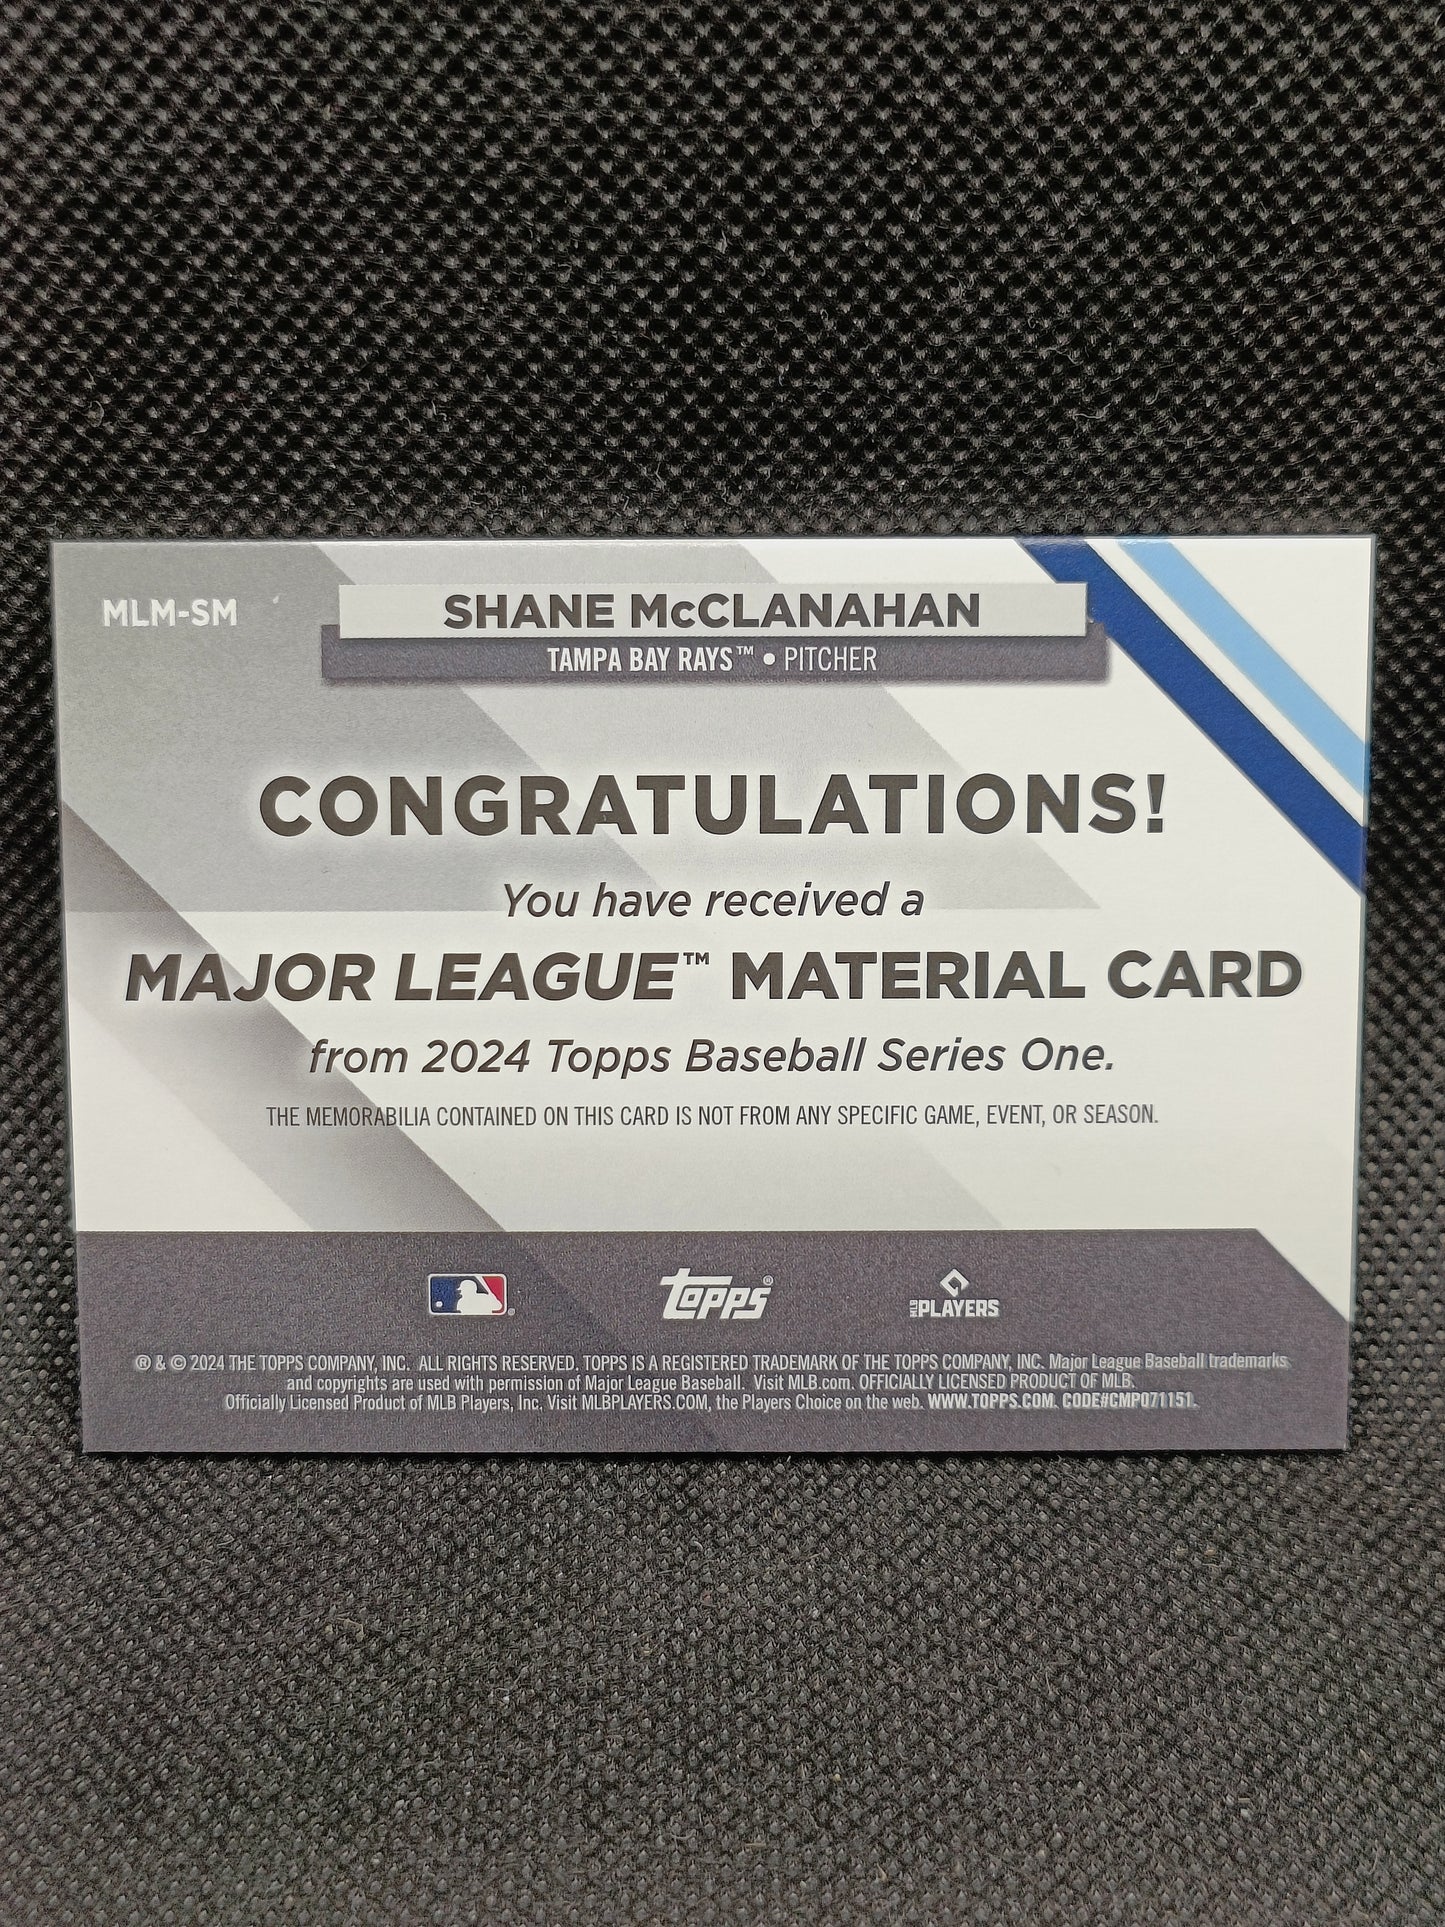 MLM-SM
SHANE McCLANAHAN
TAMPA BAY RAYS™ • PITCHER
CONGRATULATIONS!
You have received a
MAJOR LEAGUE™ MATERIAL CARD
from 2024 Topps Baseball Series One.
THE MEMORABILIA CONTAINED ON THIS CARD IS NOT FROM ANY SPECIFIC GAME, EVENT, OR SEASON.
topps®
MLB PLAYERS
® & © 2024 THE TOPPS COMPANY, INC. ALL RIGHTS RESERVED. TOPPS IS A REGISTERED TRADEMARK OF THE TOPPS COMPANY, INC. Major League Baseball trademarks
and copyrights are used with permission of Major League Baseball. Visit MLB.com. OFFICIALLY LICENSED PRODUCT OF MLB.
Officially Licensed Product of MLB Players, Inc. Visit MLBPLAYERS.COM, the Players Choice on the web. WWW.TOPPS.COM. CODE#CMP071151.